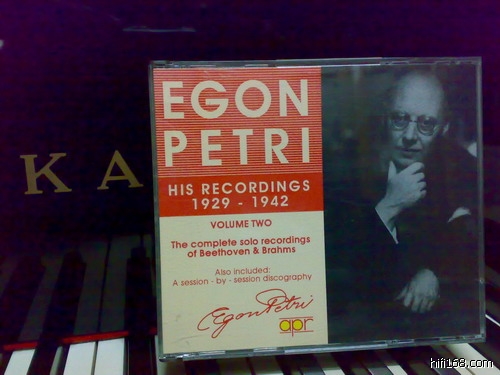 KA
EGON
PETRI
HIS RECORDINGS
1929 - 1942
VOLUME TWO
The complete solo recordings
of Beethoven & Brahms
Also included:
A session - by - session discography
Egon Petri
apr
hifi168.com